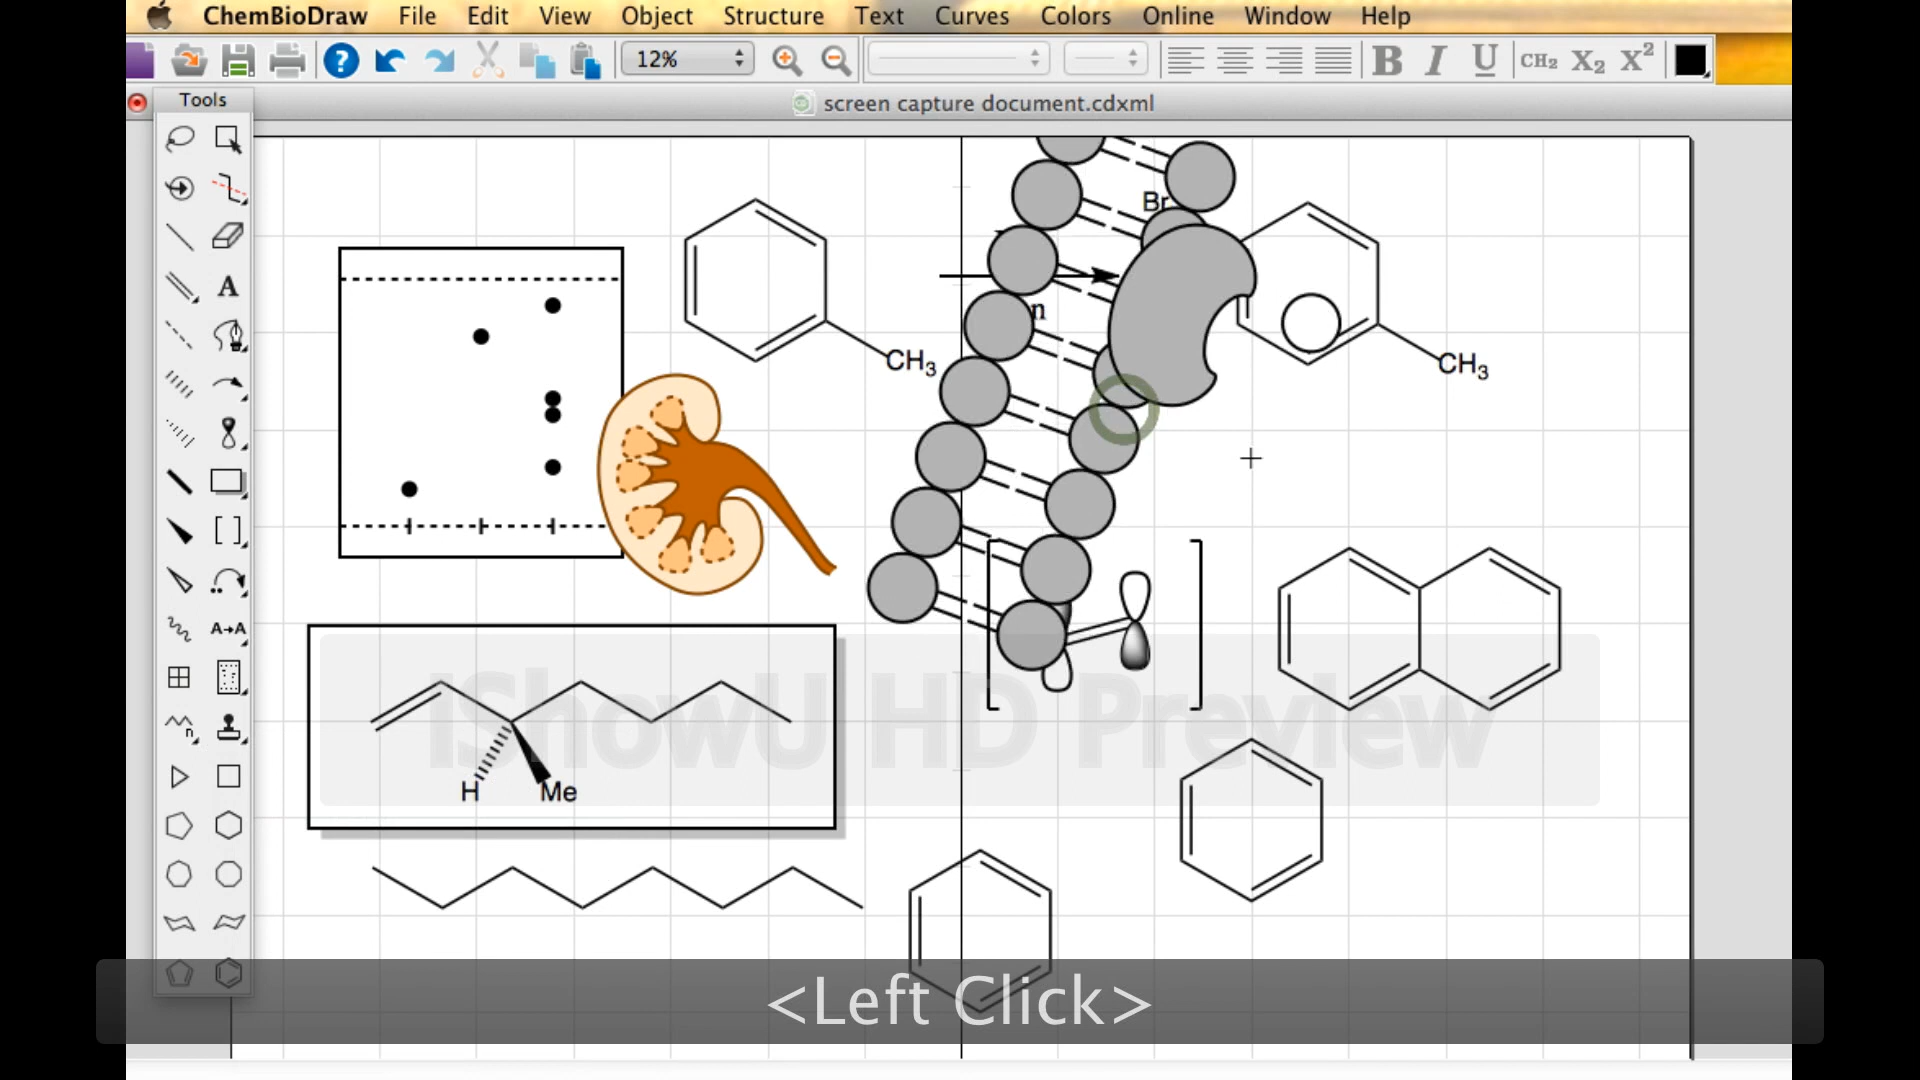 ChemBioDraw File Edit View Object Structure Text Curves Colors Online Window Help
12% B I U CH2 X2 X2
Tools
screen capture document.cdxml
A
A→A
n
Br
n
CH3
CH3
H Me
iShowU HD Preview
<Left Click>